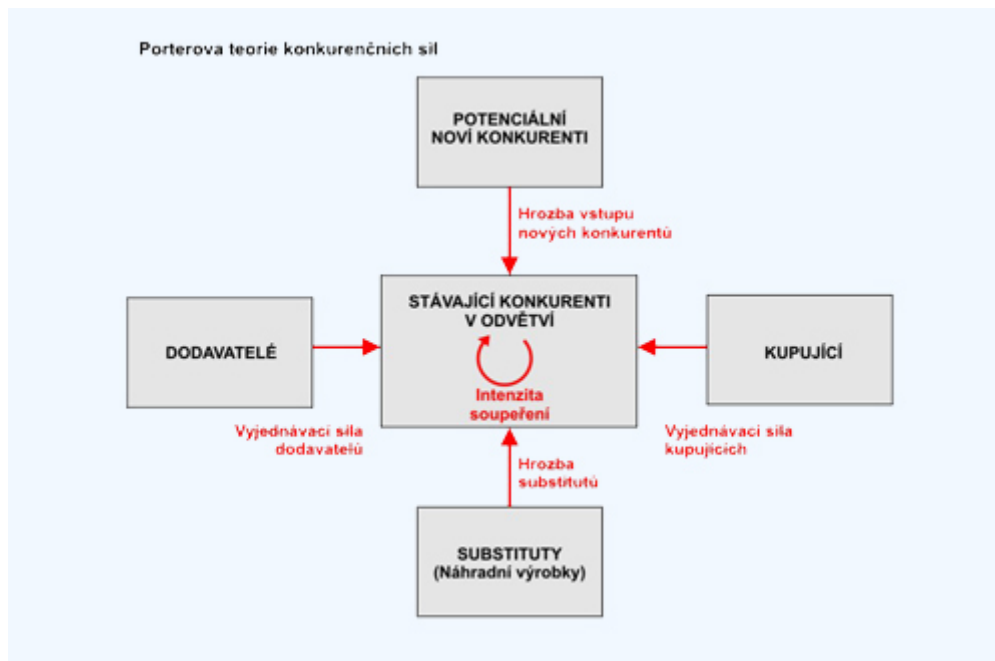 Porterova teorie konkurenčních sil
POTENCIÁLNÍ
NOVÍ KONKURENTI
Hrozba vstupu
nových konkurentů
STÁVAJÍCÍ KONKURENTI
V ODVĚTVÍ
Intenzita
soupeření
DODAVATELÉ
KUPUJÍCÍ
Vyjednávací síla
dodavatelů
Vyjednávací síla
kupujících
Hrozba
substitutů
SUBSTITUTY
(Náhradní výrobky)